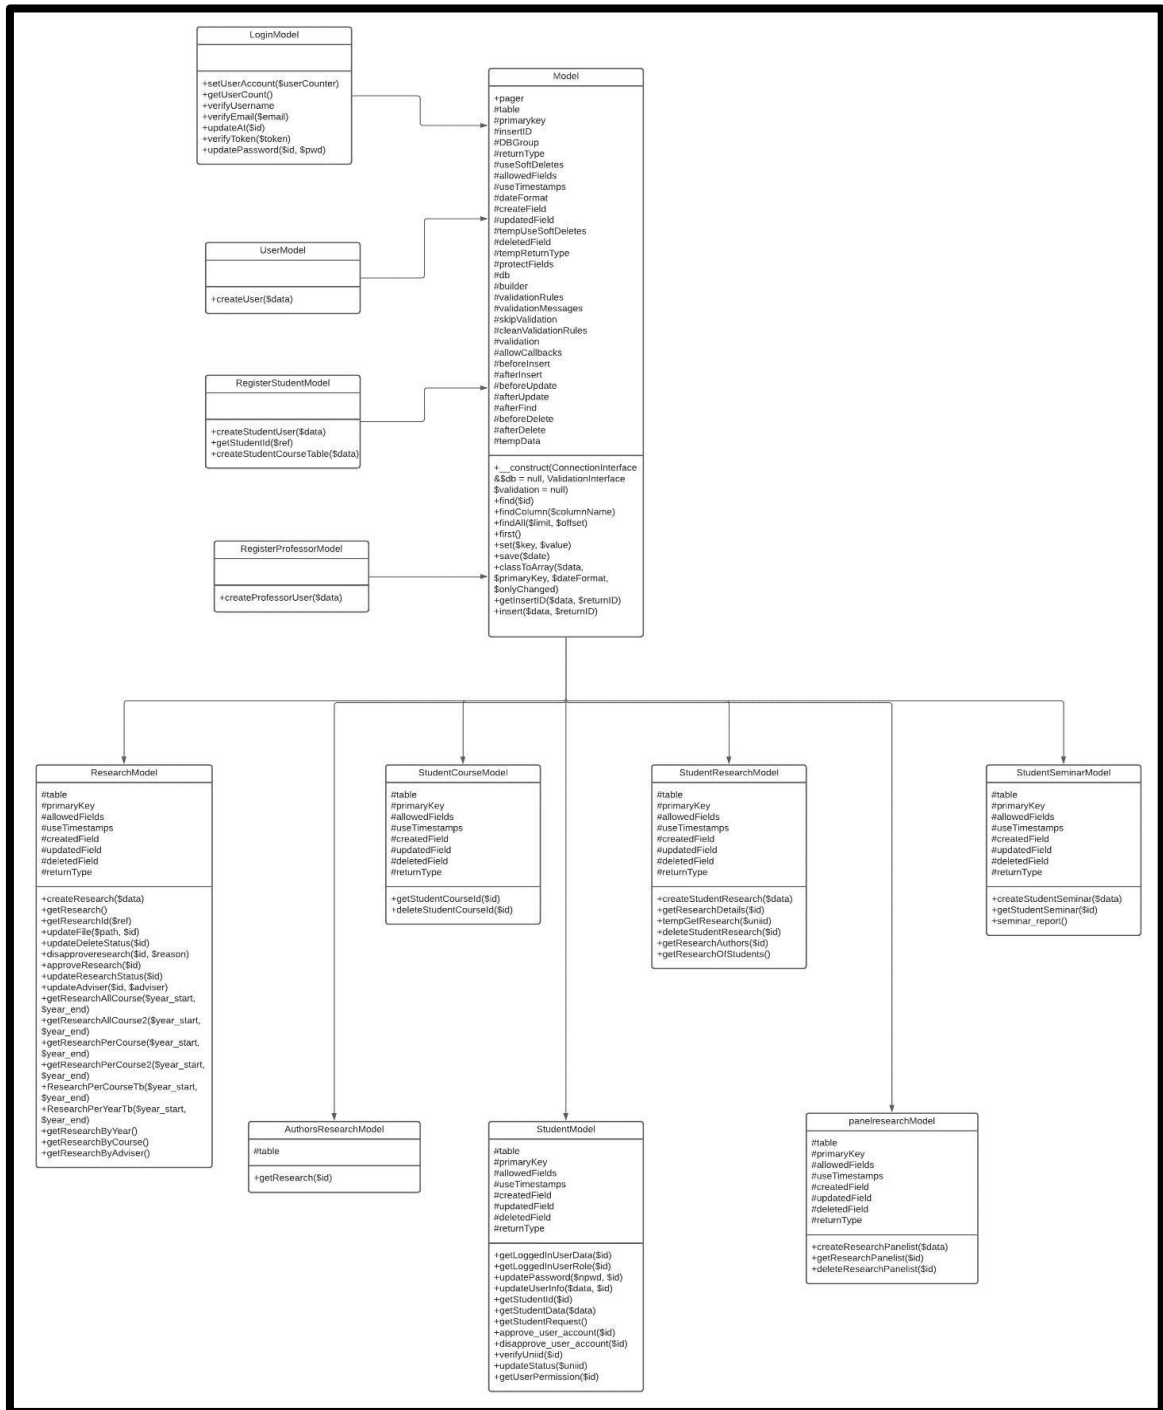 LoginModel
+setUserAccount($userCounter)
+getUserCount()
+verifyUsername
+verifyEmail($email)
+updateAt($id)
+verifyToken($token)
+updatePassword($id, $pwd)
UserModel
+createUser($data)
RegisterStudentModel
+createStudentUser($data)
+getStudentId($ref)
+createStudentCourseTable($data)
RegisterProfessorModel
+createProfessorUser($data)
Model
+pager
#table
#primarykey
#insertID
#DBGroup
#returnType
#useSoftDeletes
#allowedFields
#useTimestamps
#dateFormat
#createField
#updatedField
#tempUseSoftDeletes
#deletedField
#tempReturnType
#protectFields
#db
#builder
#validationRules
#validationMessages
#skipValidation
#cleanValidationRules
#validation
#allowCallbacks
#beforeInsert
#afterInsert
#beforeUpdate
#afterUpdate
#afterFind
#beforeDelete
#afterDelete
#tempData
+__construct(ConnectionInterface
&$db = null, ValidationInterface
$validation = null)
+find($id)
+findColumn($columnName)
+findAll($limit, $offset)
+first()
+set($key, $value)
+save($date)
+classToArray($data,
$primaryKey, $dateFormat,
$onlyChanged)
+getInsertID($data, $returnID)
+insert($data, $returnID)
ResearchModel
#table
#primaryKey
#allowedFields
#useTimestamps
#createdField
#updatedField
#deletedField
#returnType
+createResearch($data)
+getResearch()
+getResearchId($ref)
+updateFile($path, $id)
+updateDeleteStatus($id)
+disapproveresearch($id, $reason)
+approveResearch($id)
+updateResearchStatus($id)
+updateAdviser($id, $adviser)
+getResearchAllCourse($year_start,
$year_end)
+getResearchAllCourse2($year_start,
$year_end)
+getResearchPerCourse($year_start,
$year_end)
+getResearchPerCourse2($year_start,
$year_end)
+ResearchPerCourseTb($year_start,
$year_end)
+ResearchPerYearTb($year_start,
$year_end)
+getResearchByYear()
+getResearchByCourse()
+getResearchByAdviser()
StudentCourseModel
#table
#primaryKey
#allowedFields
#useTimestamps
#createdField
#updatedField
#deletedField
#returnType
+getStudentCourseId($id)
+deleteStudentCourseId($id)
StudentResearchModel
#table
#primaryKey
#allowedFields
#useTimestamps
#createdField
#updatedField
#deletedField
#returnType
+createStudentResearch($data)
+getResearchDetails($id)
+tempGetResearch($uniid)
+deleteStudentResearch($id)
+getResearchAuthors($id)
+getResearchOfStudents()
StudentSeminarModel
#table
#primaryKey
#allowedFields
#useTimestamps
#createdField
#updatedField
#deletedField
#returnType
+createStudentSeminar($data)
+getStudentSeminar($id)
+seminar_report()
AuthorsResearchModel
#table
+getResearch($id)
StudentModel
#table
#primaryKey
#allowedFields
#useTimestamps
#createdField
#updatedField
#deletedField
#returnType
+getLoggedInUserData($id)
+getLoggedInUserRole($id)
+updatePassword($npwd, $id)
+updateUserInfo($data, $id)
+getStudentId($id)
+getStudentData($data)
+getStudentRequest()
+approve_user_account($id)
+disapprove_user_account($id)
+verifyUniid($id)
+updateStatus($uniid)
+getUserPermission($id)
panelresearchModel
#table
#primaryKey
#allowedFields
#useTimestamps
#createdField
#updatedField
#deletedField
#returnType
+createResearchPanelist($data)
+getResearchPanelist($id)
+deleteResearchPanelist($id)